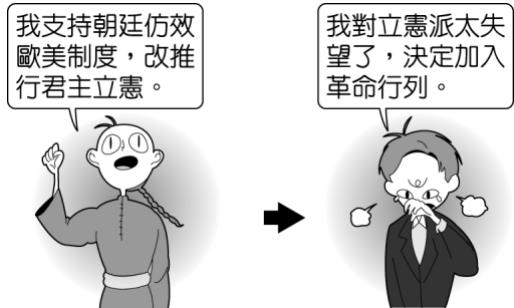 我支持朝廷仿效
歐美制度，改推
行君主立憲。
我對立憲派太失
望了，決定加入
革命行列。